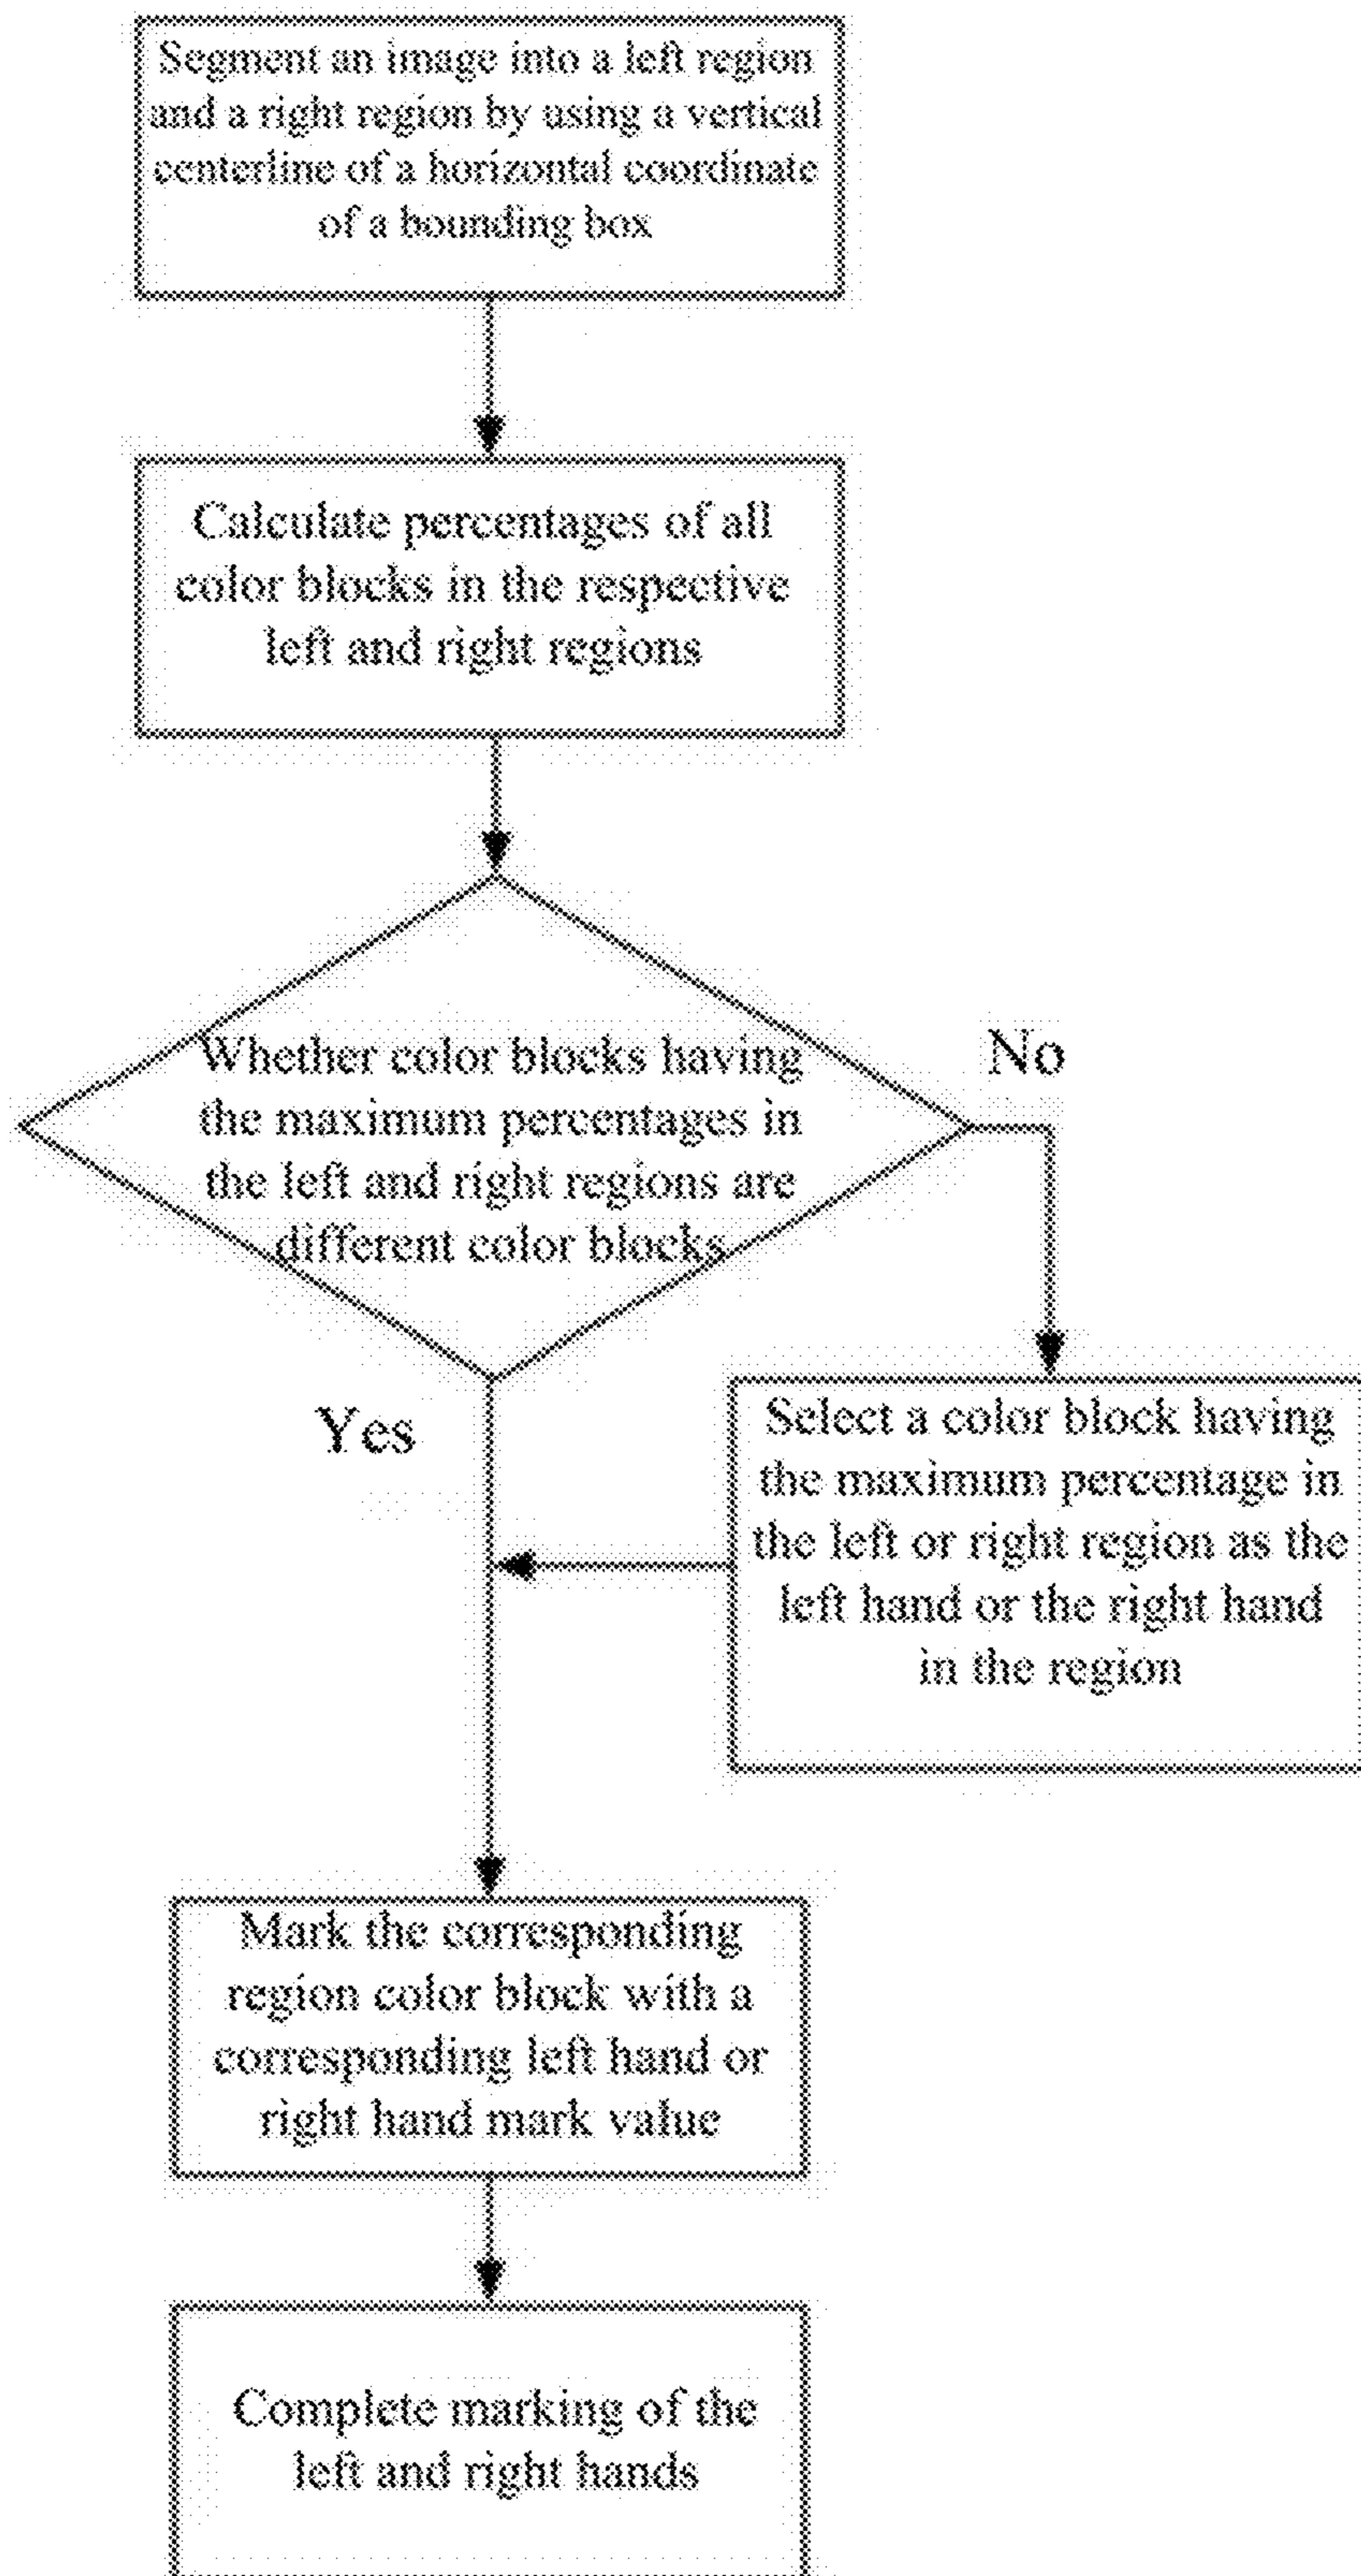 Segment an image into a left region
and a right region by using a vertical
centerline of a horizontal coordinate
of a bounding box
Calculate percentages of all
color blocks in the respective
left and right regions
Whether color blocks having
the maximum percentages in
the left and right regions are
different color blocks
No
Yes
Select a color block having
the maximum percentage in
the left or right region as the
left hand or the right hand
in the region
Mark the corresponding
region color block with a
corresponding left hand or
right hand mark value
Complete marking of the
left and right hands